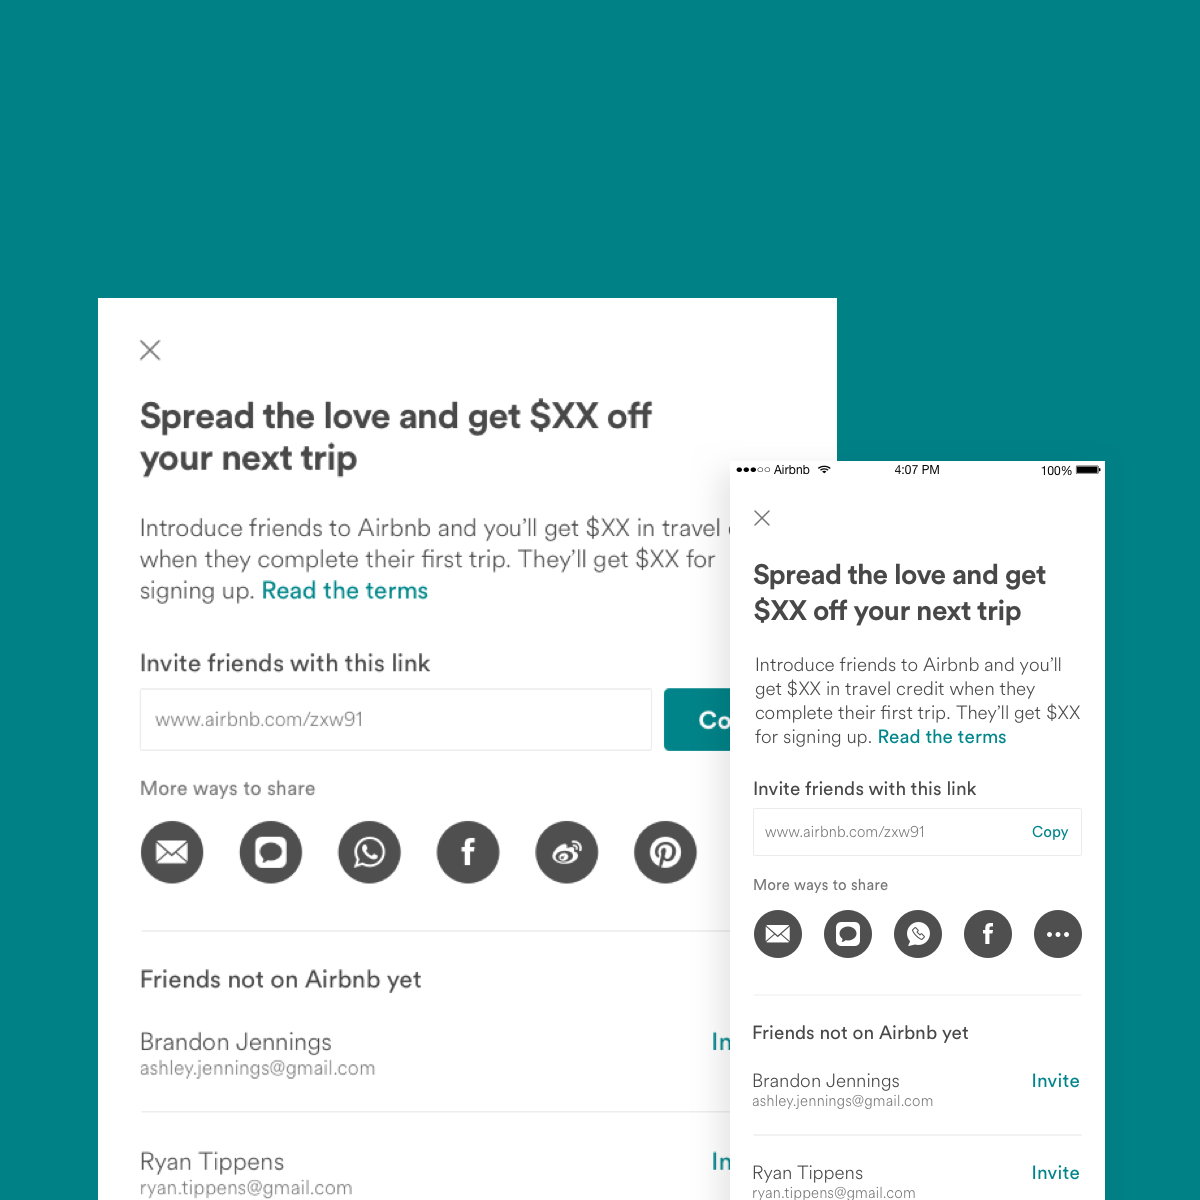 Spread the love and get $XX off
your next trip
Introduce friends to Airbnb and you'll get $XX in travel
when they complete their first trip. They'll get $XX for
signing up. Read the terms
Invite friends with this link
www.airbnb.com/zxw91
Co
More ways to share
f
Friends not on Airbnb yet
Brandon Jennings
In
ashley.jennings@gmail.com
Ryan Tippens
In
ryan.tippens@gmail.com
Airbnb 4:07 PM 100%
Spread the love and get
$XX off your next trip
Introduce friends to Airbnb and you'll
get $XX in travel credit when they
complete their first trip. They'll get $XX
for signing up. Read the terms
Invite friends with this link
www.airbnb.com/zxw91 Copy
More ways to share
f
Friends not on Airbnb yet
Brandon Jennings Invite
ashley.jennings@gmail.com
Ryan Tippens Invite
ryan.tippens@gmail.com